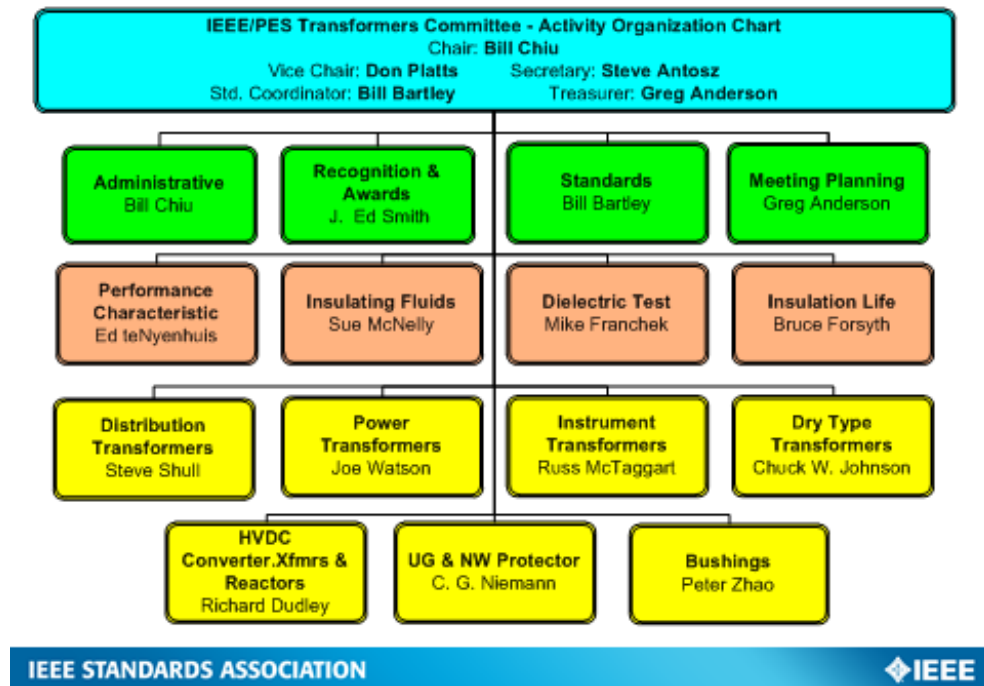 IEEE/PES Transformers Committee - Activity Organization Chart
Chair: Bill Chiu
Vice Chair: Don Platts Secretary: Steve Antosz
Std. Coordinator: Bill Bartley Treasurer: Greg Anderson
Administrative
Bill Chiu
Recognition &
Awards
J. Ed Smith
Standards
Bill Bartley
Meeting Planning
Greg Anderson
Performance
Characteristic
Ed teNyenhuis
Insulating Fluids
Sue McNelly
Dielectric Test
Mike Franchek
Insulation Life
Bruce Forsyth
Distribution
Transformers
Steve Shull
Power
Transformers
Joe Watson
Instrument
Transformers
Russ McTaggart
Dry Type
Transformers
Chuck W. Johnson
HVDC
Converter.Xfmrs &
Reactors
Richard Dudley
UG & NW Protector
C. G. Niemann
Bushings
Peter Zhao
IEEE STANDARDS ASSOCIATION
IEEE